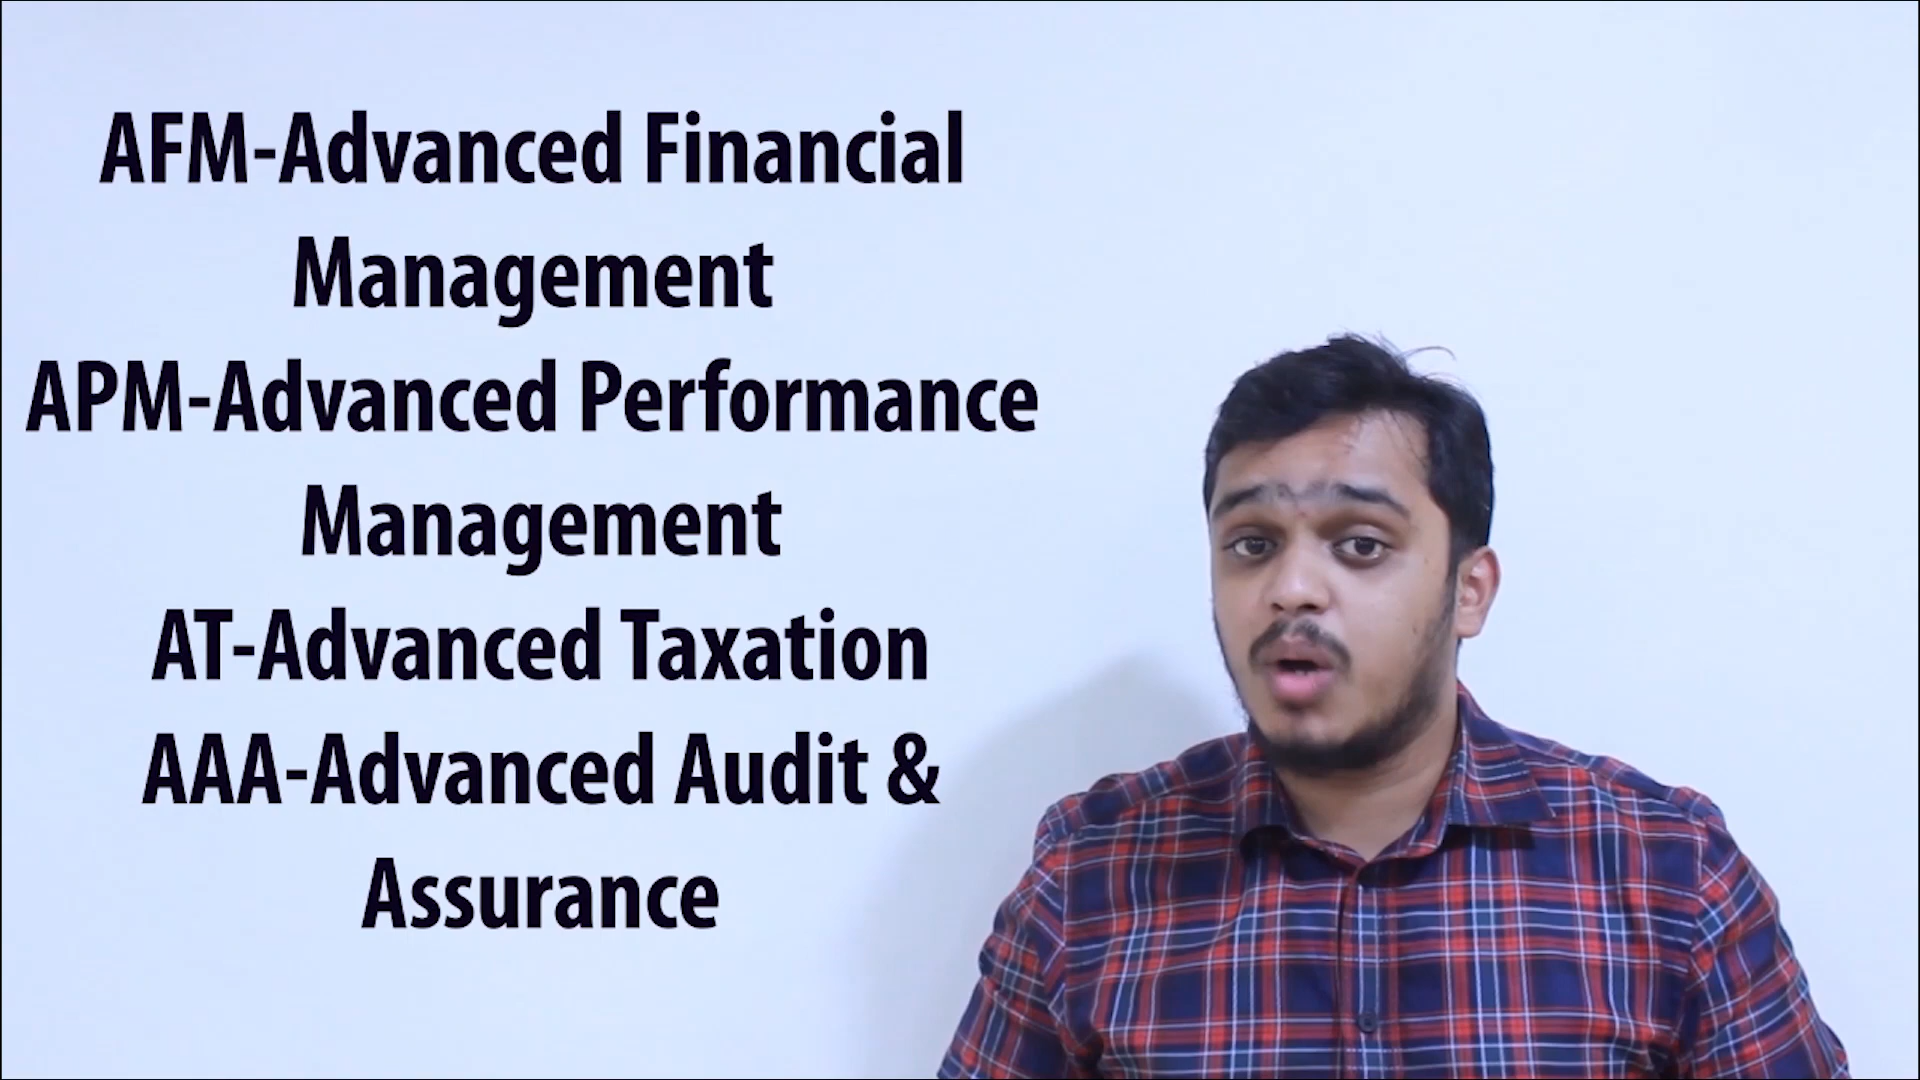 AFM-Advanced Financial
Management
APM-Advanced Performance
Management
AT-Advanced Taxation
AAA-Advanced Audit &
Assurance